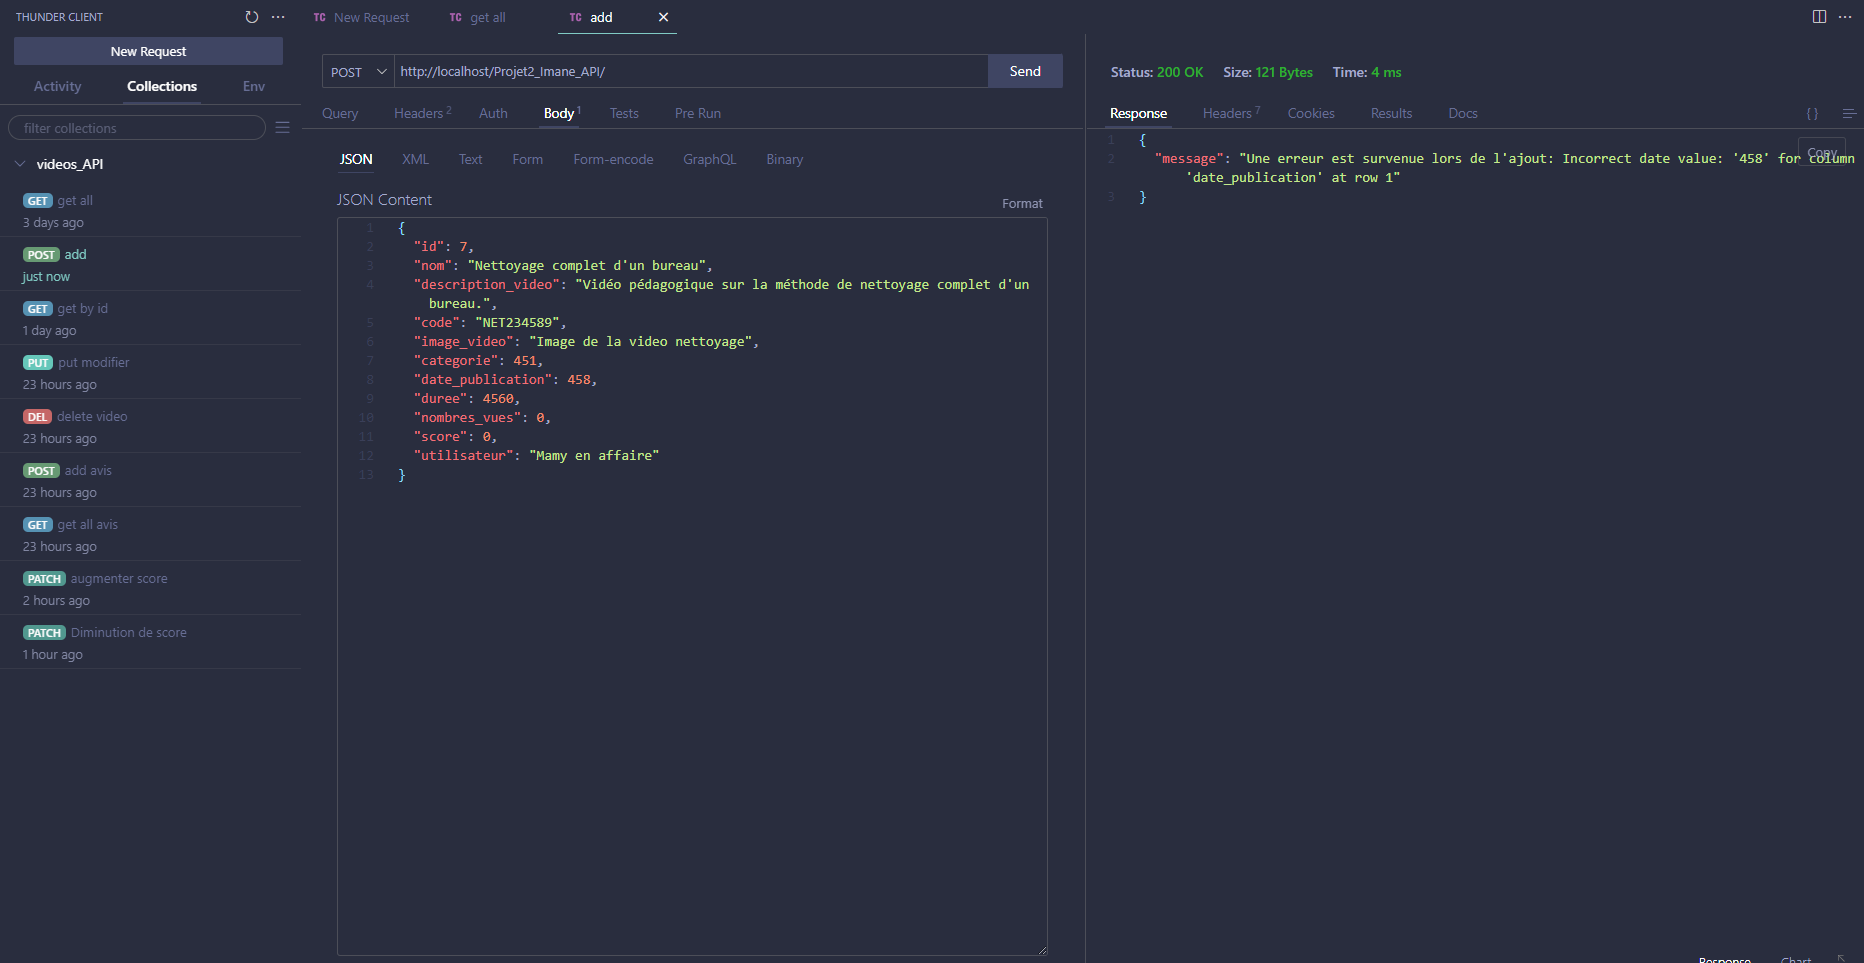 THUNDER CLIENT
New Request
Activity Collections Env
filter collections
videos_API
GET get all
3 days ago
POST add
just now
GET get by id
1 day ago
PUT put modifier
23 hours ago
DEL delete video
23 hours ago
POST add avis
23 hours ago
GET get all avis
23 hours ago
PATCH augmenter score
2 hours ago
PATCH Diminution de score
1 hour ago
TC New Request TC get all TC add
POST http://localhost/Projet2_Imane_API/ Send
Query Headers 2 Auth Body 1 Tests Pre Run
JSON XML Text Form Form-encode GraphQL Binary
JSON Content Format
1 {
2 "id": 7,
3 "nom": "Nettoyage complet d'un bureau",
4 "description_video": "Vidéo pédagogique sur la méthode de nettoyage complet d'un
bureau.",
5 "code": "NET234589",
6 "image_video": "Image de la video nettoyage",
7 "categorie": 451,
8 "date_publication": 458,
9 "duree": 4560,
10 "nombres_vues": 0,
11 "score": 0,
12 "utilisateur": "Mamy en affaire"
13 }
Status: 200 OK Size: 121 Bytes Time: 4 ms
Response Headers 7 Cookies Results Docs { }
Copy
1 {
2 "message": "Une erreur est survenue lors de l'ajout: Incorrect date value: '458' for column
'date_publication' at row 1"
3 }
Response Chart